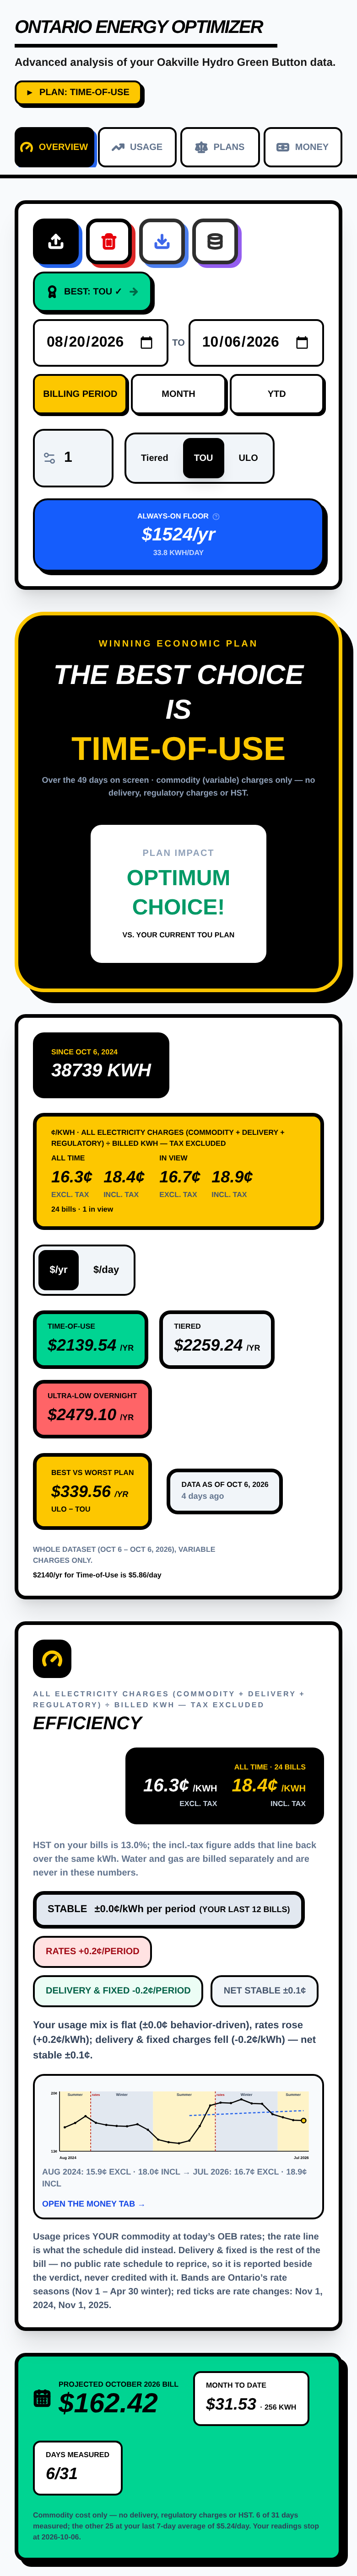 ONTARIO ENERGY OPTIMIZER
Advanced analysis of your Oakville Hydro Green Button data.
PLAN: TIME-OF-USE
OVERVIEW
USAGE
PLANS
MONEY
BEST: TOU ✓ →
08/20/2026
TO
10/06/2026
BILLING PERIOD
MONTH
YTD
1
Tiered
TOU
ULO
ALWAYS-ON FLOOR
$1524/yr
33.8 KWH/DAY
WINNING ECONOMIC PLAN
THE BEST CHOICE
IS
TIME-OF-USE
Over the 49 days on screen · commodity (variable) charges only — no
delivery, regulatory charges or HST.
PLAN IMPACT
OPTIMUM
CHOICE!
VS. YOUR CURRENT TOU PLAN
SINCE OCT 6, 2024
38739 KWH
¢/KWH · ALL ELECTRICITY CHARGES (COMMODITY + DELIVERY +
REGULATORY) ÷ BILLED KWH — TAX EXCLUDED
ALL TIME
IN VIEW
16.3¢ 18.4¢ 16.7¢ 18.9¢
EXCL. TAX INCL. TAX EXCL. TAX INCL. TAX
24 bills · 1 in view
$/yr
$/day
TIME-OF-USE
$2139.54 /YR
TIERED
$2259.24 /YR
ULTRA-LOW OVERNIGHT
$2479.10 /YR
BEST VS WORST PLAN
$339.56 /YR
ULO − TOU
DATA AS OF OCT 6, 2026
4 days ago
WHOLE DATASET (OCT 6 – OCT 6, 2026), VARIABLE
CHARGES ONLY.
$2140/yr for Time-of-Use is $5.86/day
ALL ELECTRICITY CHARGES (COMMODITY + DELIVERY +
REGULATORY) ÷ BILLED KWH — TAX EXCLUDED
EFFICIENCY
ALL TIME · 24 BILLS
16.3¢ /KWH 18.4¢ /KWH
EXCL. TAX INCL. TAX
HST on your bills is 13.0%; the incl.-tax figure adds that line back
over the same kWh. Water and gas are billed separately and are
never in these numbers.
STABLE ±0.0¢/kWh per period (YOUR LAST 12 BILLS)
RATES +0.2¢/PERIOD
DELIVERY & FIXED -0.2¢/PERIOD
NET STABLE ±0.1¢
Your usage mix is flat (±0.0¢ behavior-driven), rates rose
(+0.2¢/kWh); delivery & fixed charges fell (-0.2¢/kWh) — net
stable ±0.1¢.
Summer
Winter
Summer
Winter
Summer
Aug 2024
Jul 2026
AUG 2024: 15.9¢ EXCL · 18.0¢ INCL → JUL 2026: 16.7¢ EXCL · 18.9¢
INCL
OPEN THE MONEY TAB →
Usage prices YOUR commodity at today's OEB rates; the rate line
is what the schedule did instead. Delivery & fixed is the rest of the
bill — no public rate schedule to reprice, so it is reported beside
the verdict, never credited with it. Bands are Ontario's rate
seasons (Nov 1 – Apr 30 winter); red ticks are rate changes: Nov 1,
2024, Nov 1, 2025.
PROJECTED OCTOBER 2026 BILL
$162.42
MONTH TO DATE
$31.53 · 256 KWH
DAYS MEASURED
6/31
Commodity cost only — no delivery, regulatory charges or HST. 6 of 31 days
measured; the other 25 at your last 7-day average of $5.24/day. Your readings stop
at 2026-10-06.